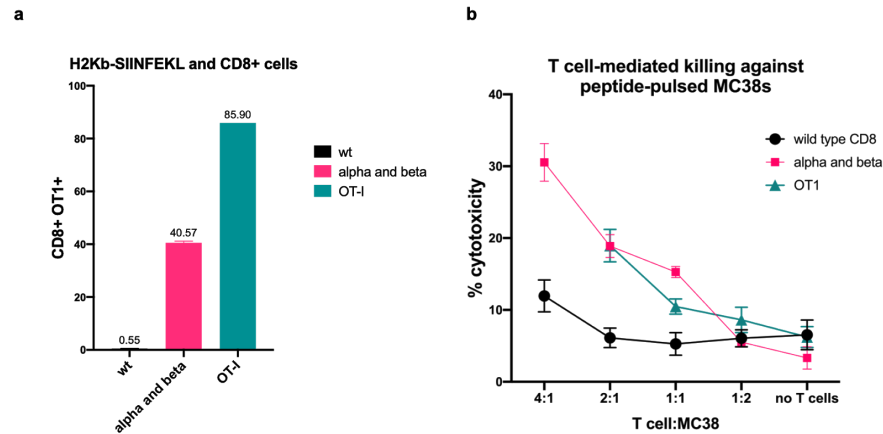 a
H2Kb-SIINFEKL and CD8+ cells
CD8+ OT1+
100
80
60
40
20
0
0.55
40.57
85.90
wt
alpha and beta
OT-I
wt
alpha and beta
OT-I
b
T cell-mediated killing against
peptide-pulsed MC38s
% cytotoxicity
40
30
20
10
0
4:1
2:1
1:1
1:2
no T cells
T cell:MC38
wild type CD8
alpha and beta
OT1